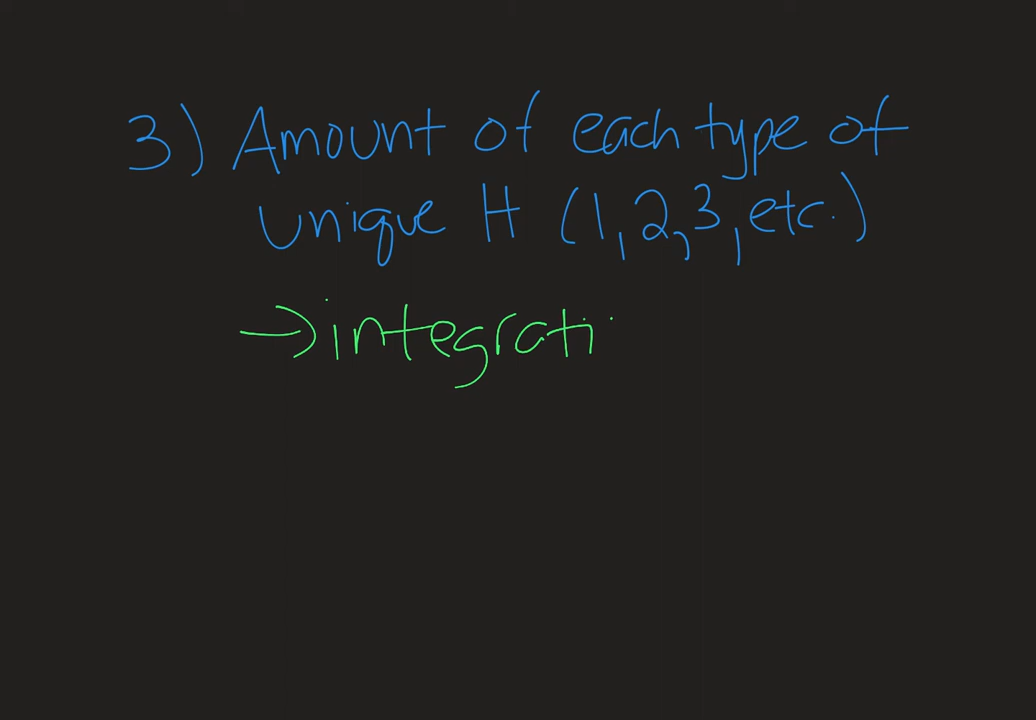 3) Amount of each type of
unique H (1,2,3,etc.)
→integrati